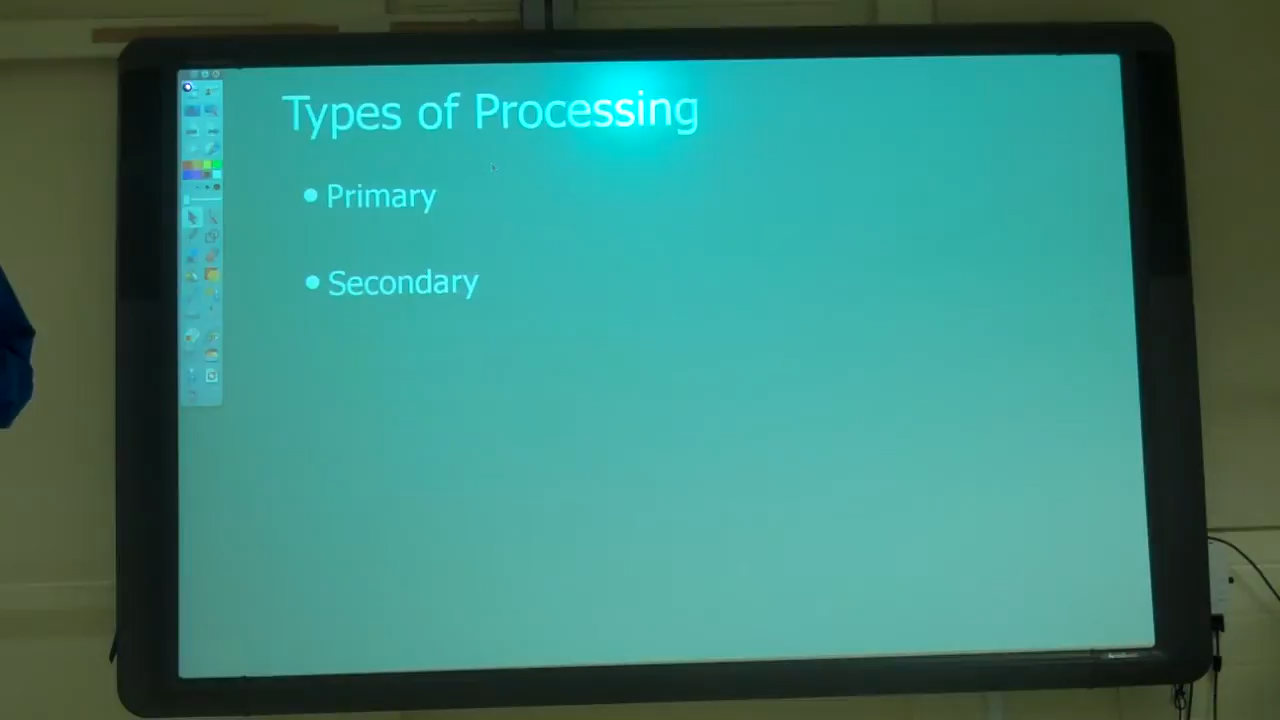 Types of Processing
• Primary
• Secondary